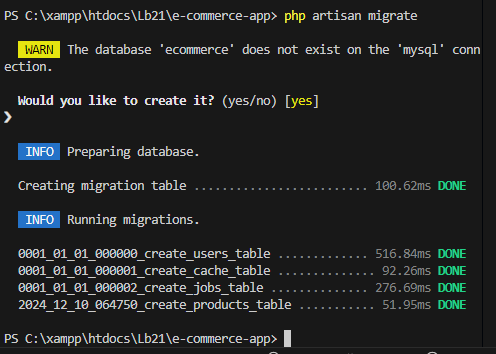 PS C:\xampp\htdocs\Lb21\e-commerce-app> php artisan migrate
WARN The database 'ecommerce' does not exist on the 'mysql' conn
ection.
Would you like to create it? (yes/no) [yes]
❯
INFO Preparing database.
Creating migration table ........................ 100.62ms DONE
INFO Running migrations.
0001_01_01_000000_create_users_table ............. 516.84ms DONE
0001_01_01_000001_create_cache_table .............. 92.26ms DONE
0001_01_01_000002_create_jobs_table .............. 276.69ms DONE
2024_12_10_064750_create_products_table ........... 51.95ms DONE
PS C:\xampp\htdocs\Lb21\e-commerce-app>